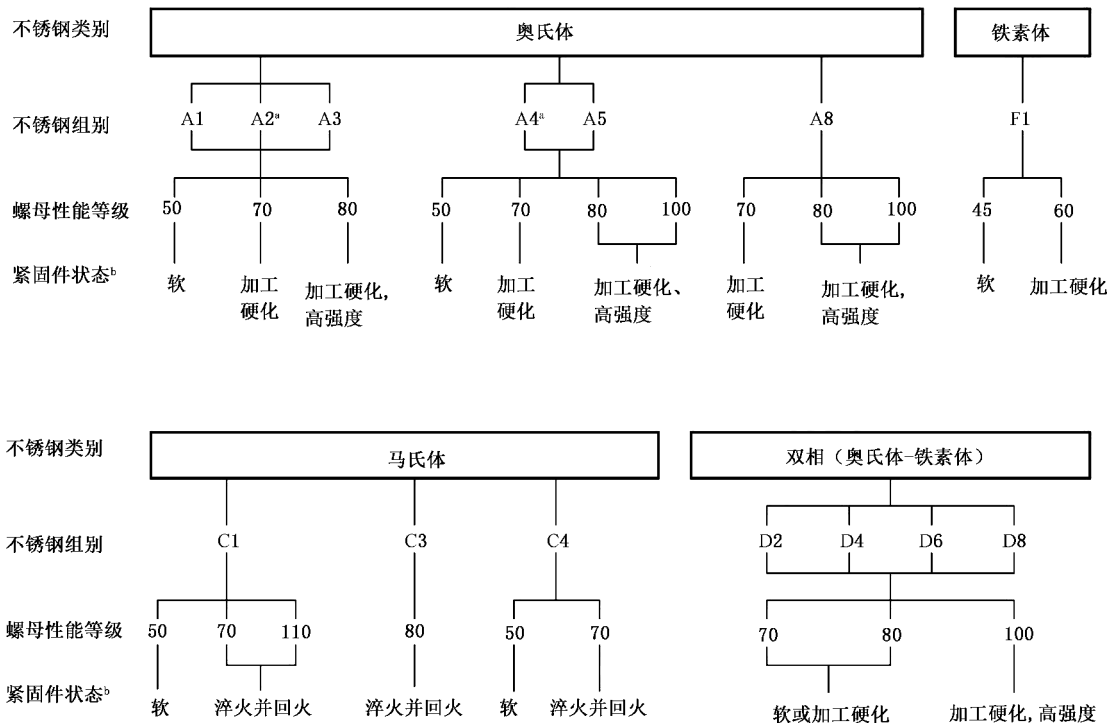 不锈钢类别 奥氏体 铁素体
不锈钢组别 A1 A2ᵃ A3 A4ᵃ A5 A8 F1
螺母性能等级 50 70 80 50 70 80 100 70 80 100 45 60
紧固件状态ᵇ 软 加工 加工硬化, 软 加工 加工硬化、 加工 加工硬化, 软 加工硬化
硬化 高强度 硬化 高强度 硬化 高强度
不锈钢类别 马氏体 双相（奥氏体-铁素体）
不锈钢组别 C1 C3 C4 D2 D4 D6 D8
螺母性能等级 50 70 110 80 50 70 70 80 100
紧固件状态ᵇ 软 淬火并回火 淬火并回火 软 淬火并回火 软或加工硬化 加工硬化,高强度